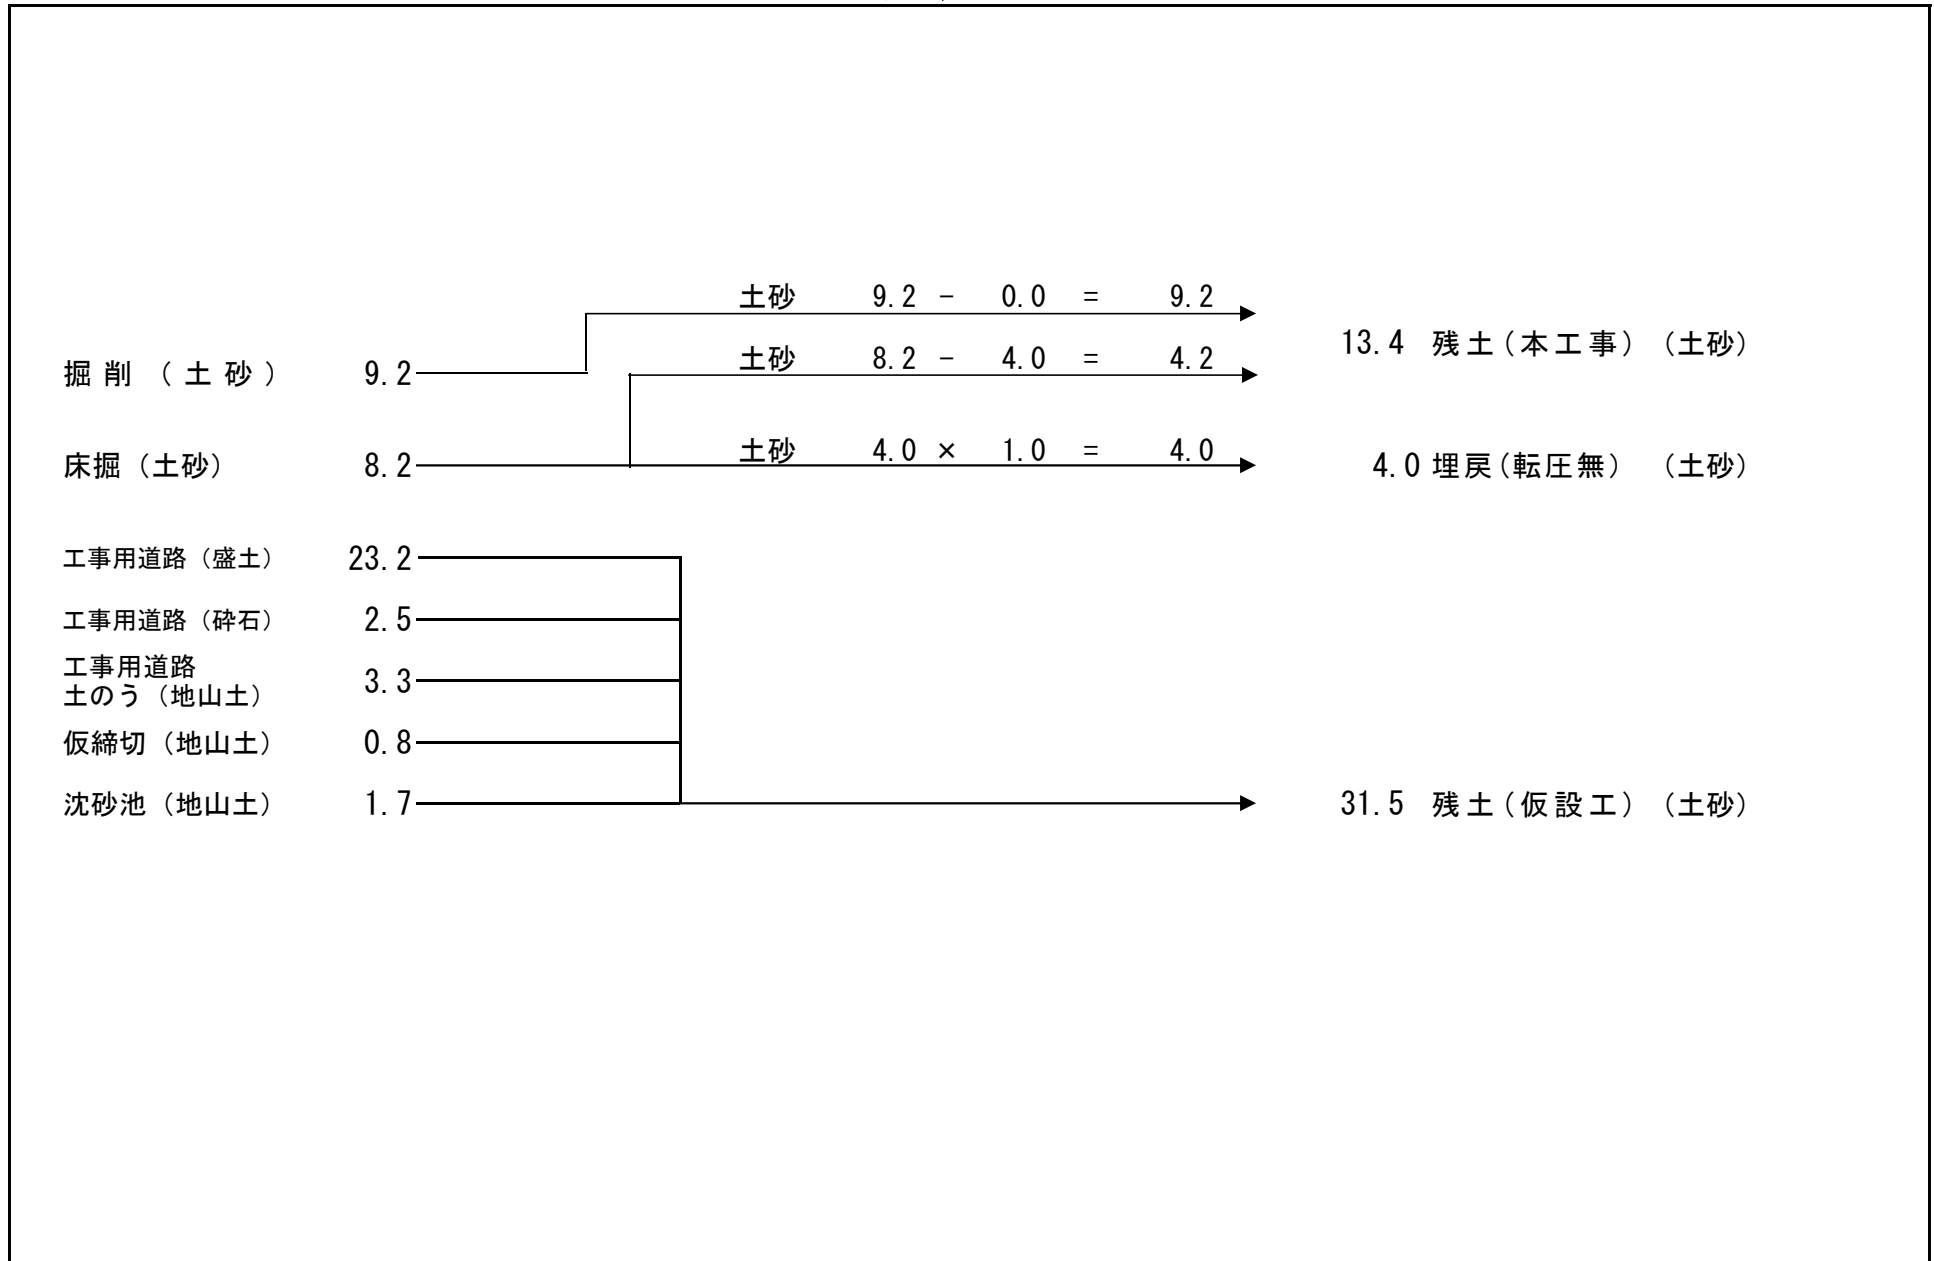 土砂 9.2 - 0.0 = 9.2
13.4 残土(本工事) (土砂)
土砂 8.2 - 4.0 = 4.2
掘削 (土砂) 9.2
土砂 4.0 × 1.0 = 4.0
床掘 (土砂) 8.2
4.0 埋戻(転圧無) (土砂)
工事用道路 (盛土) 23.2
工事用道路 (砕石) 2.5
工事用道路
土のう (地山土) 3.3
仮締切 (地山土) 0.8
沈砂池 (地山土) 1.7
31.5 残土(仮設工) (土砂)